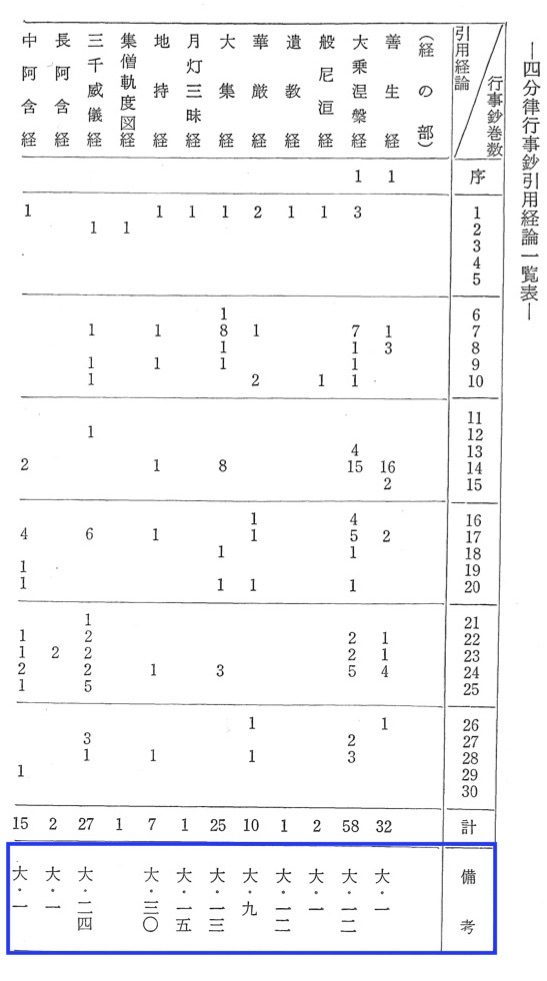 ―四分律行事鈔引用経論一覧表―
行事鈔巻数
引用経論 序 1 2 3 4 5 6 7 8 9 10 11 12 13 14 15 16 17 18 19 20 21 22 23 24 25 26 27 28 29 30 計 備考
（経の部）
善生経 1 1 3 16 2 2 1 1 4 1 32 大・一
大乗涅槃経 1 3 7 1 1 1 4 15 4 5 1 1 2 2 5 2 3 58 大・一二
般尼洹経 1 1 2 大・一
遺教経 1 1 大・一二
華厳経 2 1 2 1 1 1 1 1 10 大・九
大集経 1 1 8 1 1 8 1 1 3 25 大・一三
月灯三昧経 1 1 大・一五
地持経 1 1 1 1 1 1 1 7 大・三〇
集僧軌度図経 1 1
三千威儀経 1 1 1 1 1 6 1 2 2 2 5 3 1 27 大・二四
長阿含経 2 2 大・一
中阿含経 1 2 4 1 1 1 1 2 1 1 15 大・一